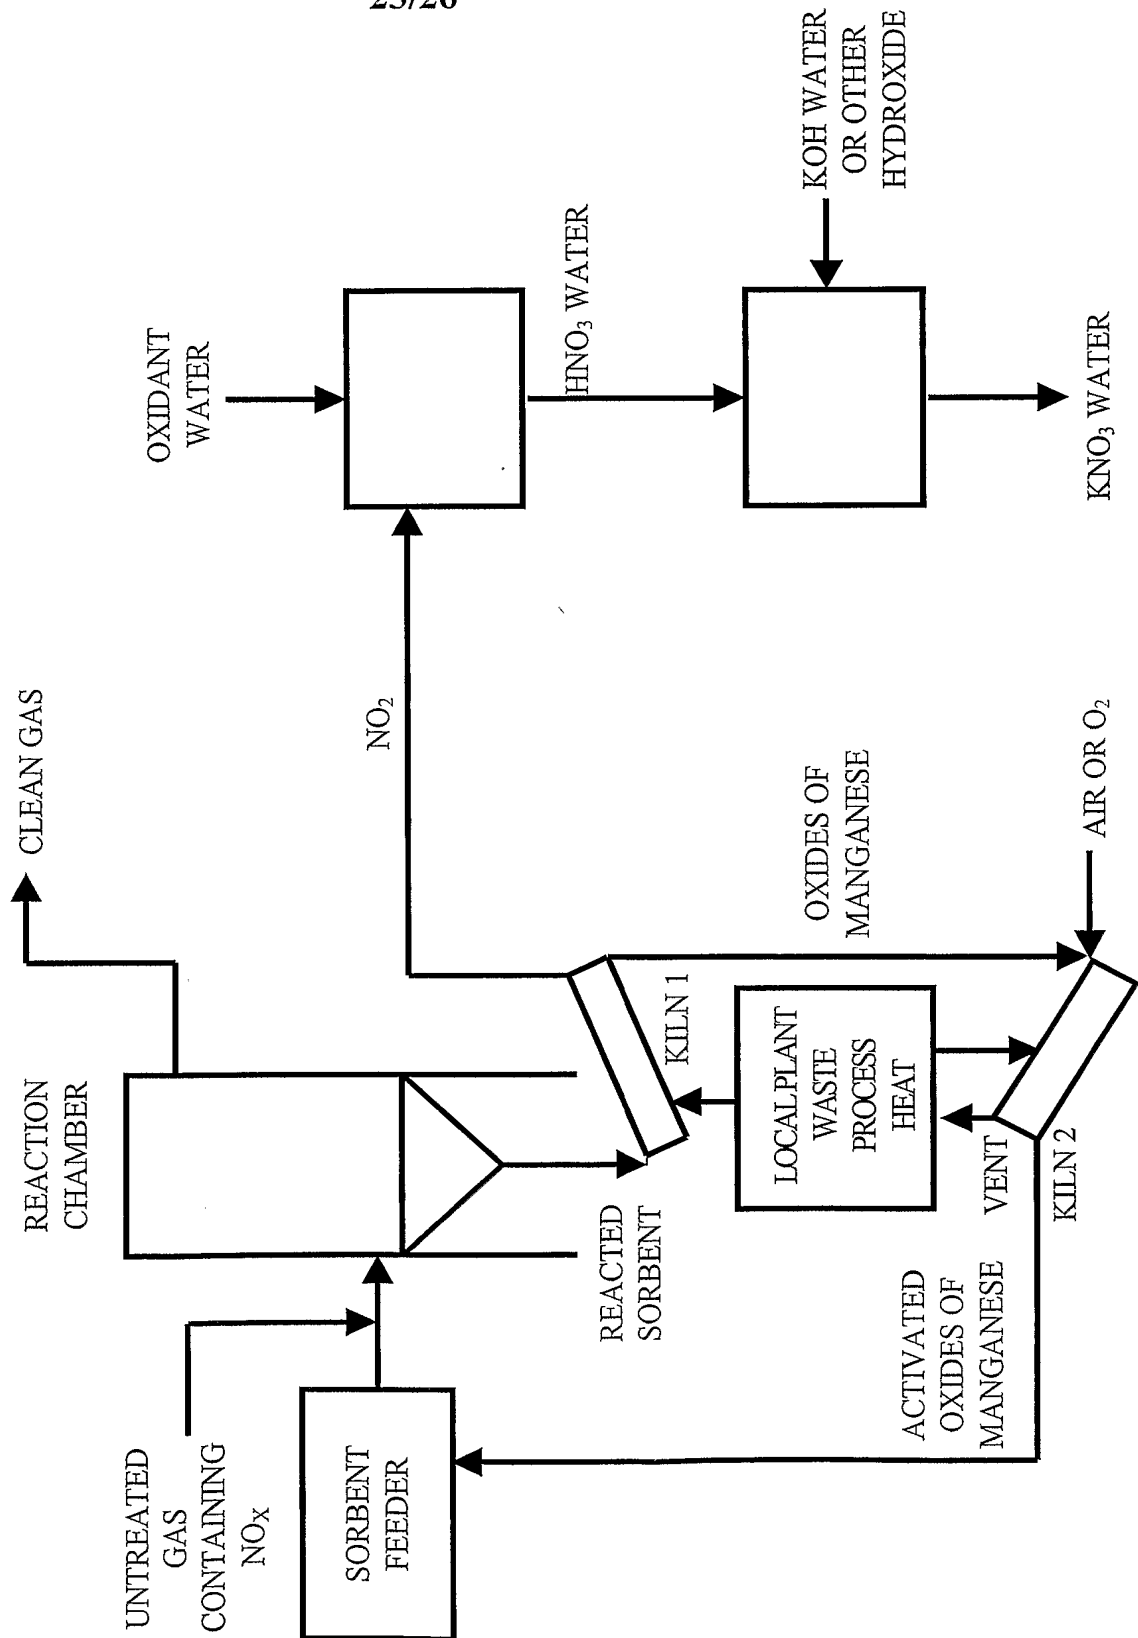 23/26
UNTREATED
GAS
CONTAINING
NOX
SORBENT
FEEDER
REACTION
CHAMBER
CLEAN GAS
REACTED
SORBENT
KILN 1
NO2
OXIDANT
WATER
HNO3 WATER
KOH WATER
OR OTHER
HYDROXIDE
KNO3 WATER
LOCAL PLANT
WASTE
PROCESS
HEAT
OXIDES OF
MANGANESE
AIR OR O2
VENT
KILN 2
ACTIVATED
OXIDES OF
MANGANESE